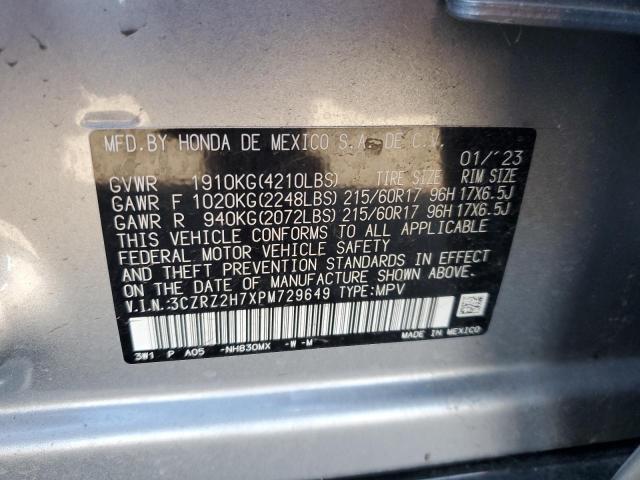 MFD.BY HONDA DE MEXICO S.A. DE C.V. 01/'23
GVWR 1910KG(4210LBS) TIRE SIZE RIM SIZE
GAWR F 1020KG(2248LBS) 215/60R17 96H 17X6.5J
GAWR R 940KG(2072LBS) 215/60R17 96H 17X6.5J
THIS VEHICLE CONFORMS TO ALL APPLICABLE
FEDERAL MOTOR VEHICLE SAFETY
AND THEFT PREVENTION STANDARDS IN EFFECT
ON THE DATE OF MANUFACTURE SHOWN ABOVE.
V.I.N.:3CZRZ2H7XPM729649 TYPE:MPV
MADE IN MEXICO
3W1 P A05 -NH830MX -W -M